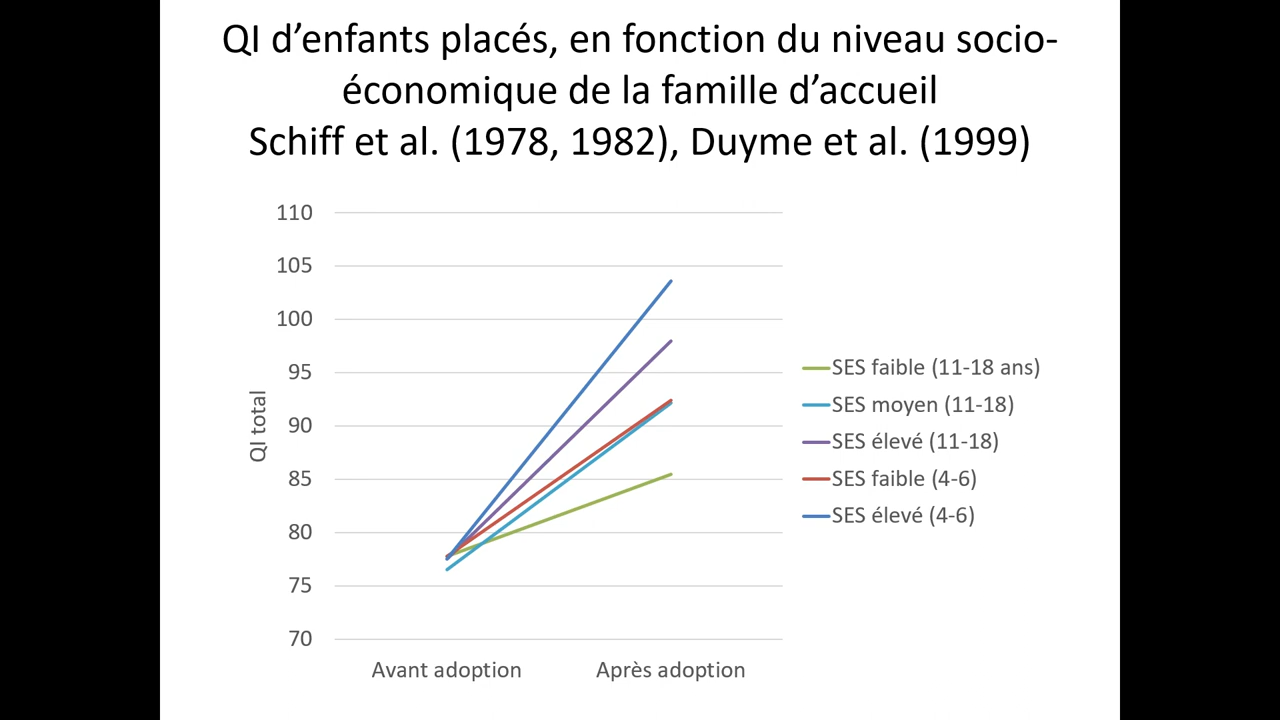 QI d’enfants placés, en fonction du niveau socio-
économique de la famille d’accueil
Schiff et al. (1978, 1982), Duyme et al. (1999)
110
105
100
95
90
85
80
75
70
QI total
Avant adoption
Après adoption
SES faible (11-18 ans)
SES moyen (11-18)
SES élevé (11-18)
SES faible (4-6)
SES élevé (4-6)